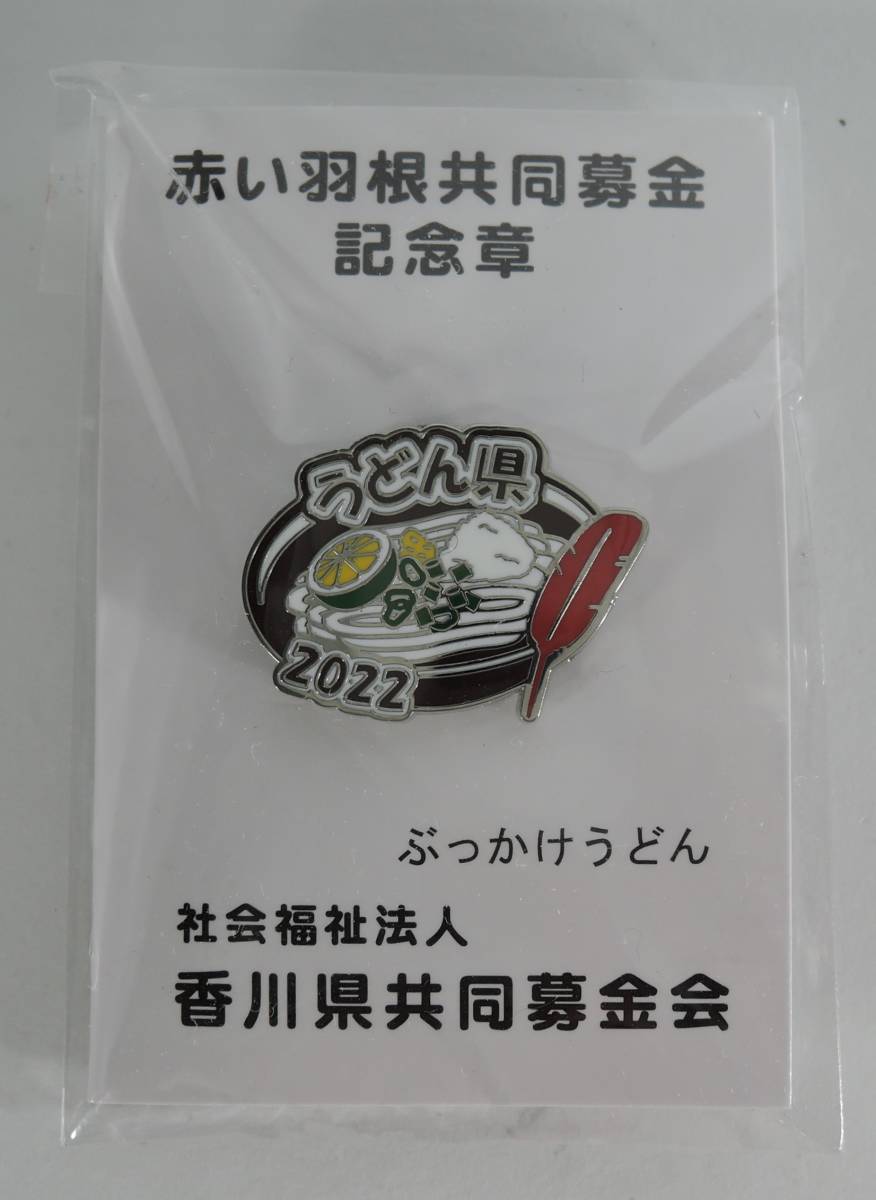 赤い羽根共同募金
記念章
うどん県
2022
ぶっかけうどん
社会福祉法人
香川県共同募金会